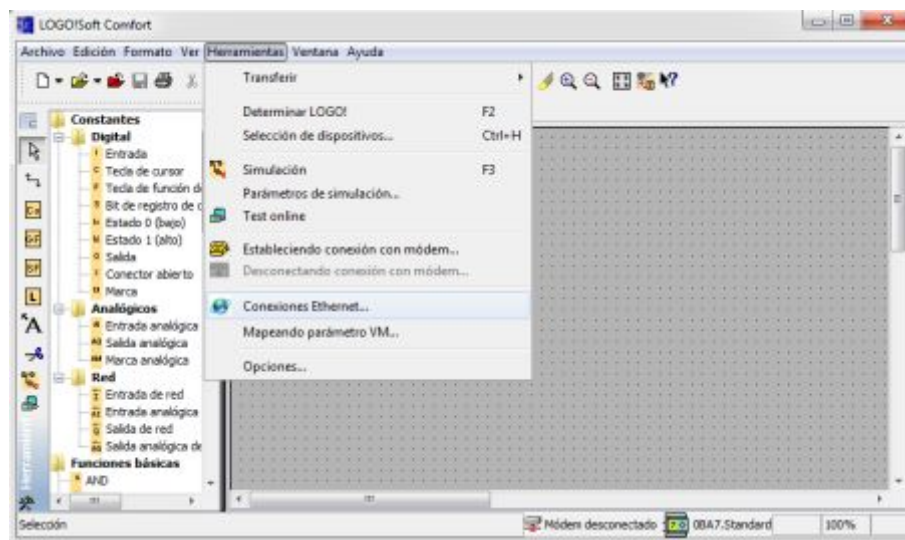 LOGO!Soft Comfort
Archivo Edición Formato Ver Herramientas Ventana Ayuda
Transferir
Determinar LOGO! F2
Selección de dispositivos... Ctrl+H
Simulación F3
Parámetros de simulación...
Test online
Estableciendo conexión con módem...
Desconectando conexión con módem...
Conexiones Ethernet...
Mapeando parámetro VM...
Opciones...
Constantes
Digital
Entrada
Tecla de cursor
Tecla de función d
Bit de registro de c
Estado 0 (bajo)
Estado 1 (alto)
Salida
Conector abierto
Marca
Analógicos
Entrada analógica
Salida analógica
Marca analógica
Red
Entrada de red
Entrada analógica
Salida de red
Salida analógica de
Funciones básicas
AND
Selección
Módem desconectado
0BA7.Standard
100%